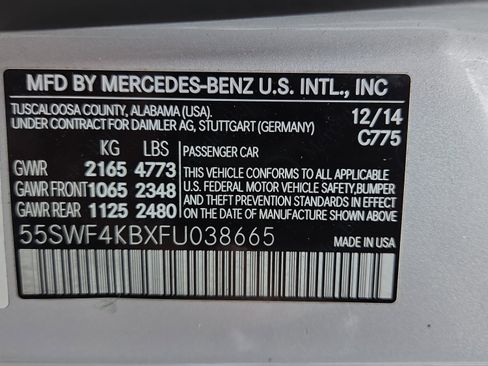 MFD BY MERCEDES-BENZ U.S. INTL., INC
TUSCALOOSA COUNTY, ALABAMA (USA). 12/14
UNDER CONTRACT FOR DAIMLER AG, STUTTGART (GERMANY) C775
KG LBS PASSENGER CAR
GVWR 2165 4773 THIS VEHICLE CONFORMS TO ALL APPLICABLE
GAWR FRONT 1065 2348 U.S. FEDERAL MOTOR VEHICLE SAFETY,BUMPER
GAWR REAR 1125 2480 AND THEFT PREVENTION STANDARDS IN
EFFECT ON THE DATE OF MANUFACTURE
SHOWN ABOVE.
55SWF4KBXFU038665 MADE IN USA